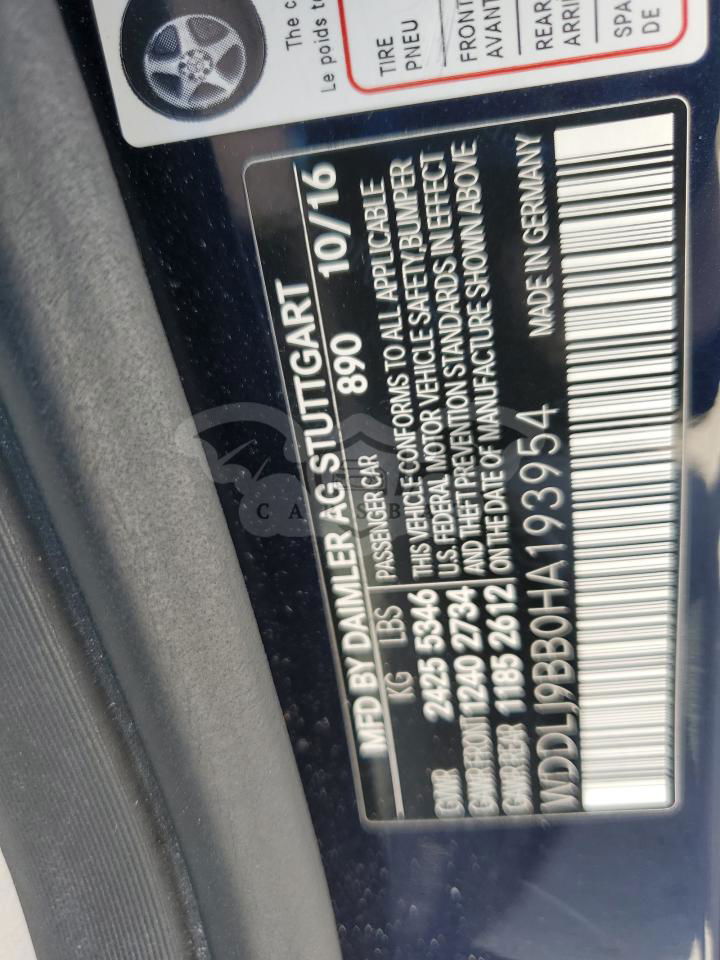 The c
Le poids to
TIRE
PNEU
FRONT
AVANT
REAR
ARRI
SPA
DE
MFD BY DAIMLER AG STUTTGART
890 10/16
KG LBS
GWR 2425 5346
GAWR FRONT 1240 2734
GAWR REAR 1185 2612
PASSENGER CAR
THIS VEHICLE CONFORMS TO ALL APPLICABLE
U.S. FEDERAL MOTOR VEHICLE SAFETY, BUMPER
AND THEFT PREVENTION STANDARDS IN EFFECT
ON THE DATE OF MANUFACTURE SHOWN ABOVE
WDDLJ9BB0HA193954 MADE IN GERMANY